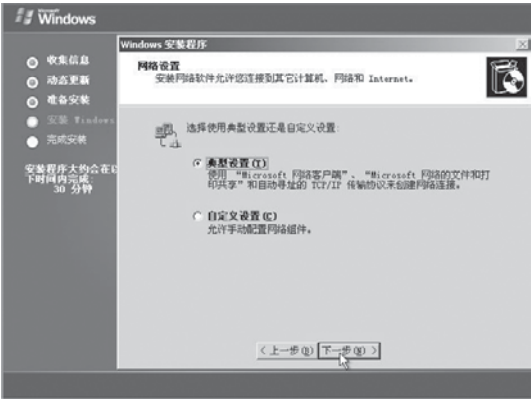 Microsoft
Windows
收集信息
动态更新
准备安装
安装 Windows
完成安装
安装程序大约会在以
下时间内完成:
30 分钟
Windows 安装程序
网络设置
安装网络软件允许您连接到其它计算机、网络和 Internet。
选择使用典型设置还是自定义设置:
典型设置(T)
使用 “Microsoft 网络客户端”、“Microsoft 网络的文件和打
印共享”和自动寻址的 TCP/IP 传输协议来创建网络连接。
自定义设置(C)
允许手动配置网络组件。
<上一步(B) 下一步(N) >